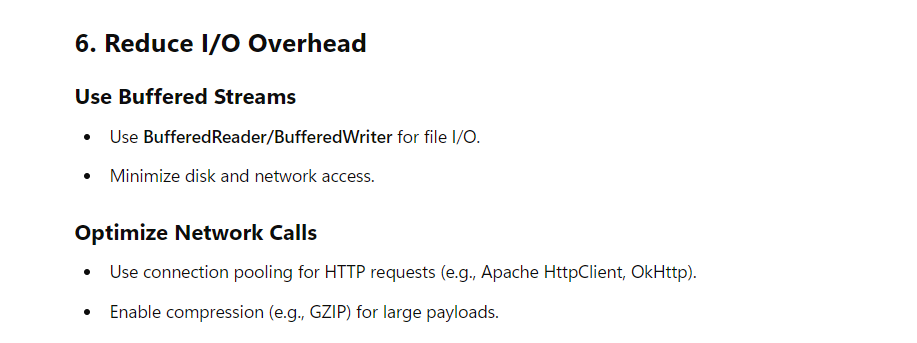 6. Reduce I/O Overhead
Use Buffered Streams
• Use BufferedReader/BufferedWriter for file I/O.
• Minimize disk and network access.
Optimize Network Calls
• Use connection pooling for HTTP requests (e.g., Apache HttpClient, OkHttp).
• Enable compression (e.g., GZIP) for large payloads.